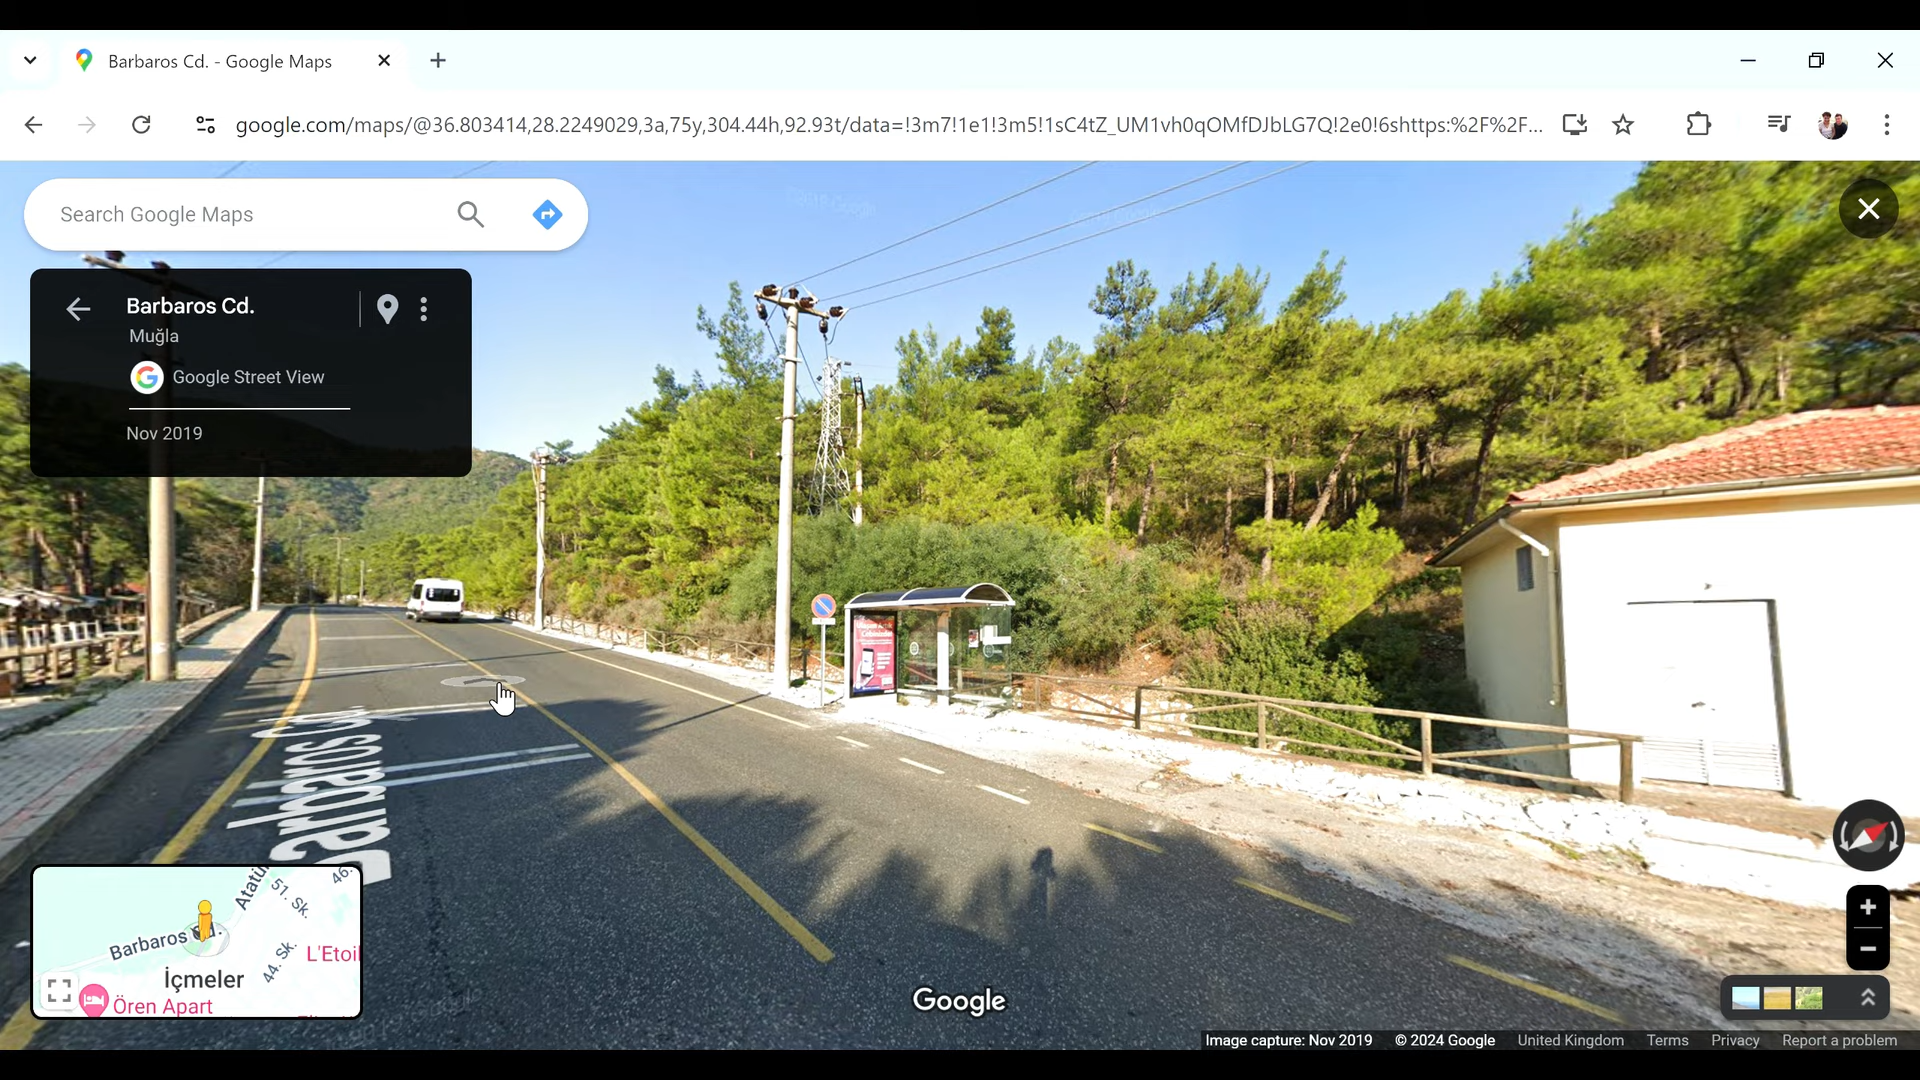 Barbaros Cd. - Google Maps
google.com/maps/@36.803414,28.2249029,3a,75y,304.44h,92.93t/data=!3m7!1e1!3m5!1sC4tZ_UM1vh0qOMfDJbLG7Q!2e0!6shttps:%2F%2F...
Search Google Maps
Barbaros Cd.
Muğla
Google Street View
Nov 2019
Barbaros Cd.
Atatür
51. Sk.
46.
Barbaros Cd.
44. Sk.
L'Etoil
İçmeler
Ören Apart
Google
Image capture: Nov 2019 © 2024 Google United Kingdom Terms Privacy Report a problem